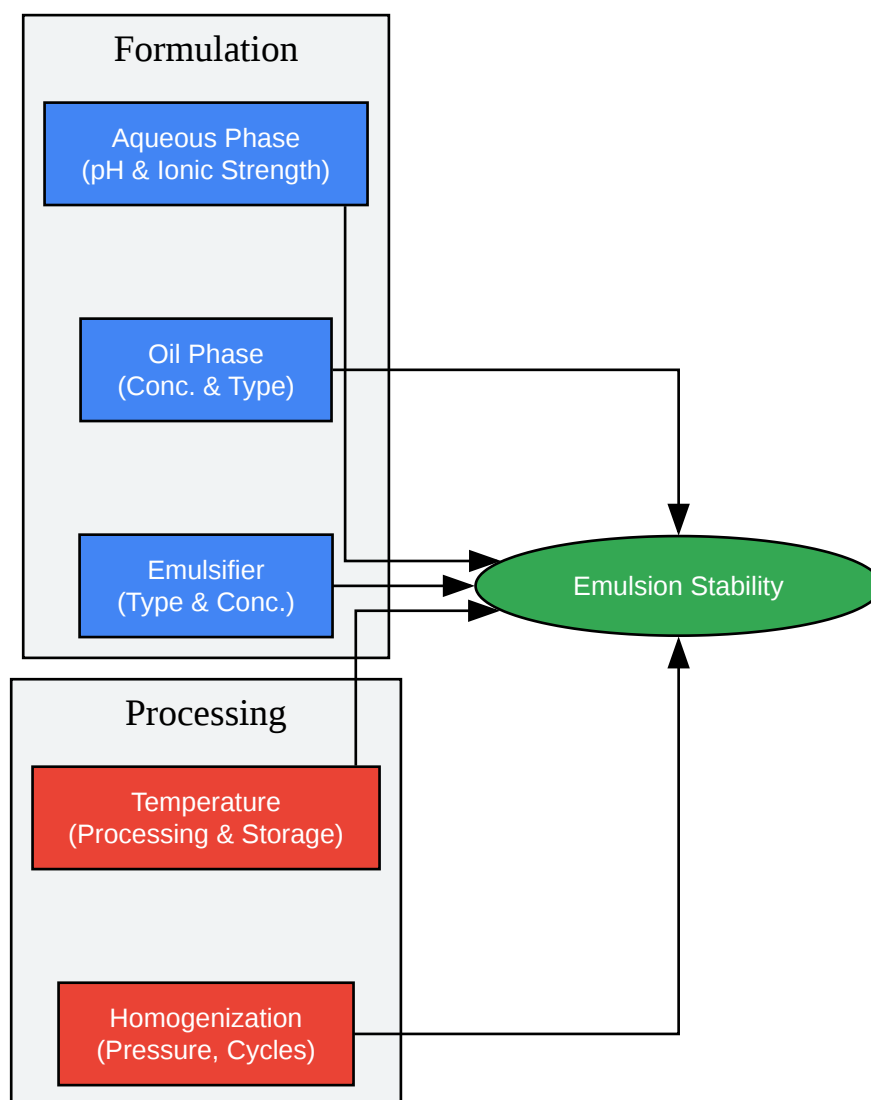 Formulation
Aqueous Phase
(pH & Ionic Strength)
Oil Phase
(Conc. & Type)
Emulsifier
(Type & Conc.)
Emulsion Stability
Processing
Temperature
(Processing & Storage)
Homogenization
(Pressure, Cycles)